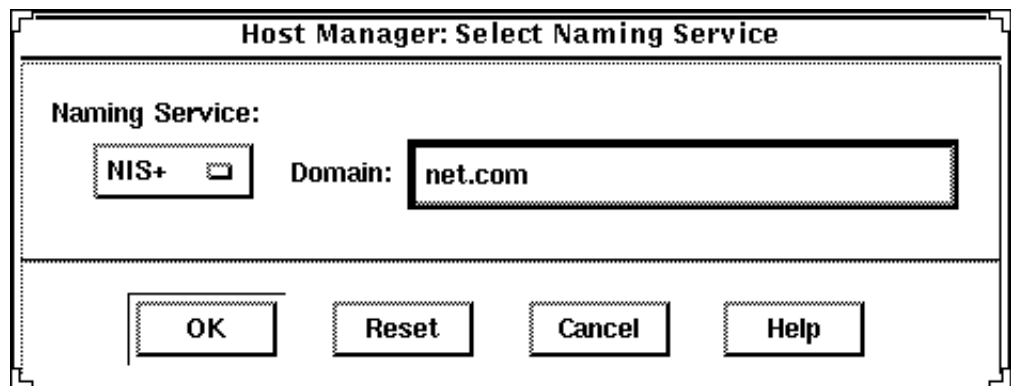 Host Manager: Select Naming Service
Naming Service:
NIS+ Domain: net.com
OK Reset Cancel Help